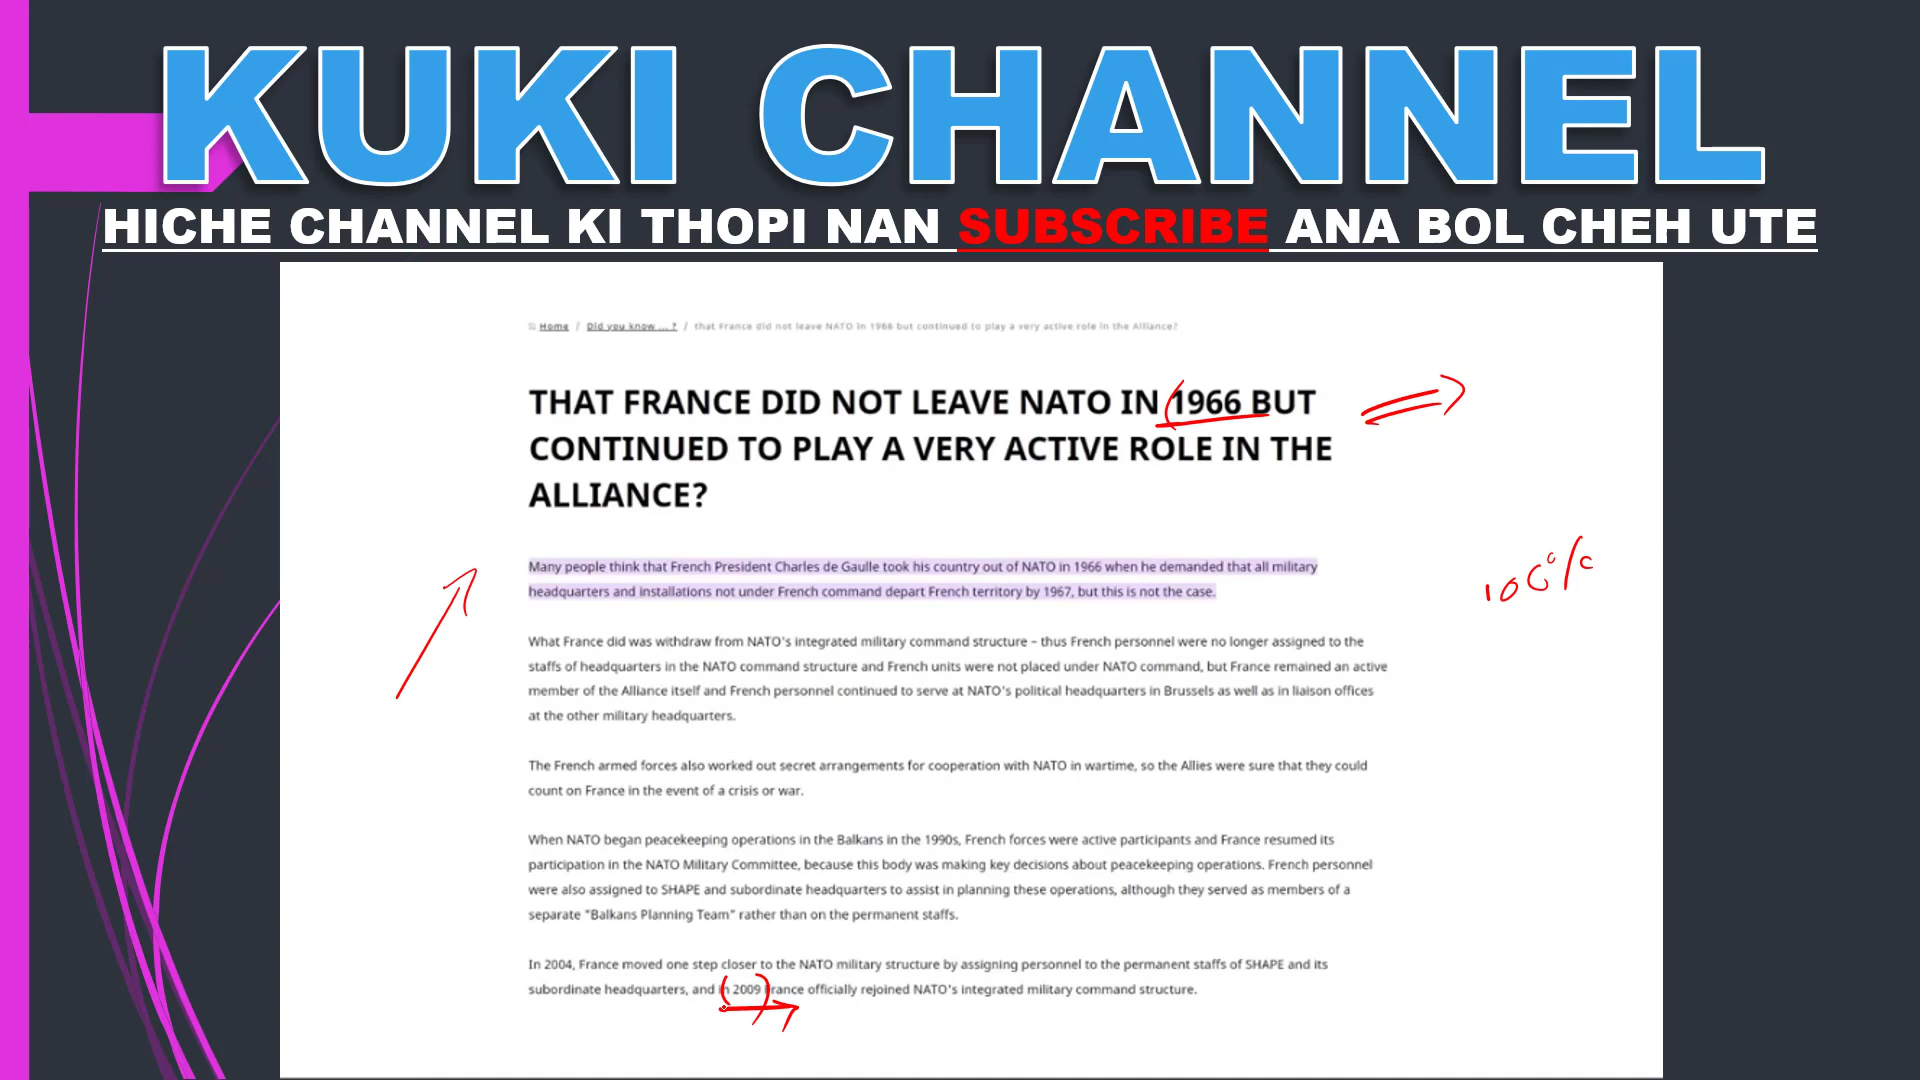 KUKI CHANNEL
HICHE CHANNEL KI THOPI NAN SUBSCRIBE ANA BOL CHEH UTE
Home / Did you know ... ? / that France did not leave NATO in 1966 but continued to play a very active role in the Alliance?
THAT FRANCE DID NOT LEAVE NATO IN 1966 BUT
CONTINUED TO PLAY A VERY ACTIVE ROLE IN THE
ALLIANCE?
Many people think that French President Charles de Gaulle took his country out of NATO in 1966 when he demanded that all military
headquarters and installations not under French command depart French territory by 1967, but this is not the case.
100%
What France did was withdraw from NATO's integrated military command structure – thus French personnel were no longer assigned to the
staffs of headquarters in the NATO command structure and French units were not placed under NATO command, but France remained an active
member of the Alliance itself and French personnel continued to serve at NATO's political headquarters in Brussels as well as in liaison offices
at the other military headquarters.
The French armed forces also worked out secret arrangements for cooperation with NATO in wartime, so the Allies were sure that they could
count on France in the event of a crisis or war.
When NATO began peacekeeping operations in the Balkans in the 1990s, French forces were active participants and France resumed its
participation in the NATO Military Committee, because this body was making key decisions about peacekeeping operations. French personnel
were also assigned to SHAPE and subordinate headquarters to assist in planning these operations, although they served as members of a
separate "Balkans Planning Team" rather than on the permanent staffs.
In 2004, France moved one step closer to the NATO military structure by assigning personnel to the permanent staffs of SHAPE and its
subordinate headquarters, and in 2009 France officially rejoined NATO's integrated military command structure.